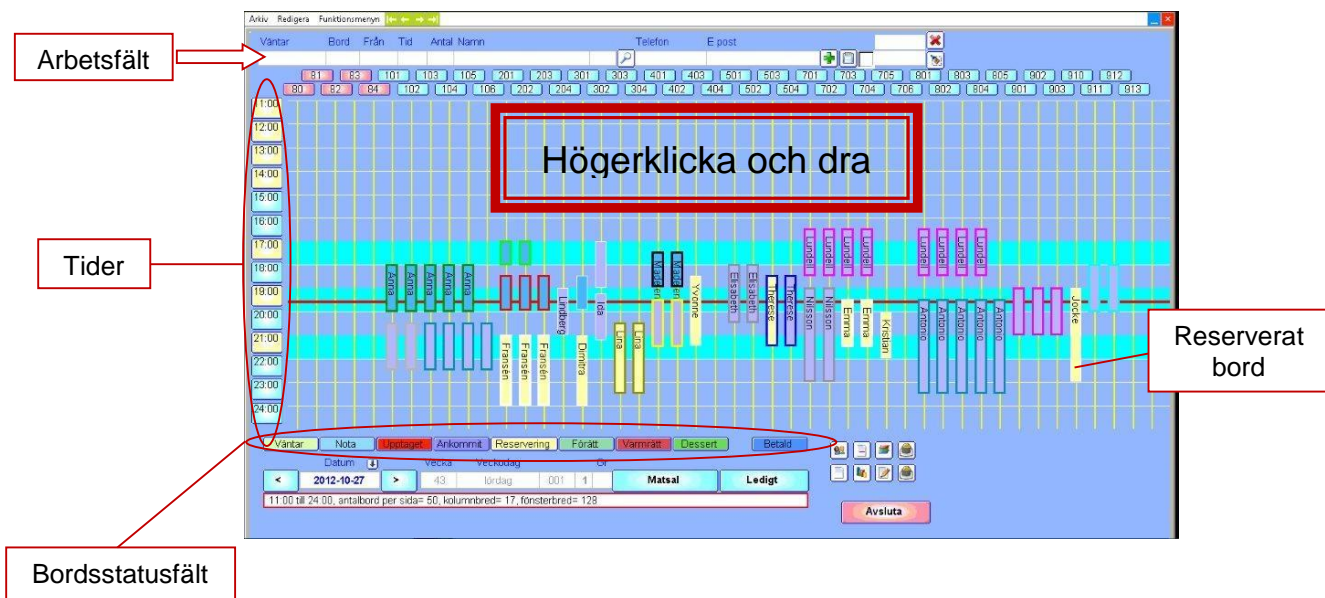 Arkiv Redigera Funktionsmenyn
Arbetsfält
Väntar Bord Från Tid Antal Namn Telefon E post
81 83 101 103 105 201 203 301 303 401 403 501 503 701 703 705 801 803 805 902 910 912
80 82 84 102 104 106 202 204 302 304 402 404 502 504 702 704 706 802 804 901 903 911 913
Högerklicka och dra
11:00
12:00
13:00
14:00
15:00
16:00
17:00
18:00
19:00
20:00
21:00
22:00
23:00
24:00
Tider
Anna Anna Anna Anna Anna
Fransén Fransén Fransén
Lindberg
Dimitra
Ida
Lina Lina
Yvonne
Elisabeth Elisabeth
Therese Therese
Lundell Lundell Lundell Lundell
Nilsson Nilsson
Emma Emma
Kristian
Lundell Lundell Lundell Lundell
Antonio Antonio Antonio Antonio Antonio
Jocke
Reserverat
bord
Väntar Nota Upptaget Ankommit Reservering Förätt Varmrätt Dessert Betald
Datum Vecka Veckodag Gr
< 2012-10-27 > 43 lördag 001 1 Matsal Ledigt
11:00 till 24:00, antalbord per sida= 50, kolumnbred= 17, fönsterbred= 128
Avsluta
Bordsstatusfält